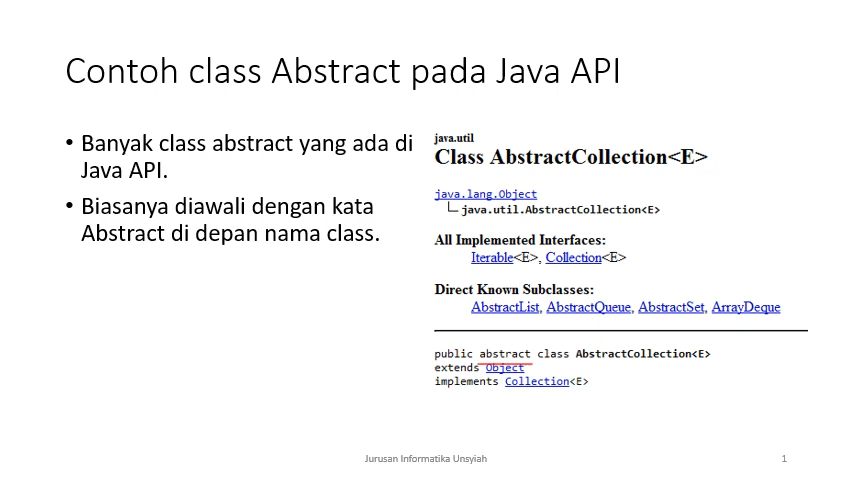 Contoh class Abstract pada Java API
• Banyak class abstract yang ada di
Java API.
• Biasanya diawali dengan kata
Abstract di depan nama class.
java.util
Class AbstractCollection<E>
java.lang.Object
java.util.AbstractCollection<E>
All Implemented Interfaces:
Iterable<E>, Collection<E>
Direct Known Subclasses:
AbstractList, AbstractQueue, AbstractSet, ArrayDeque
public abstract class AbstractCollection<E>
extends Object
implements Collection<E>
Jurusan Informatika Unsyiah
1